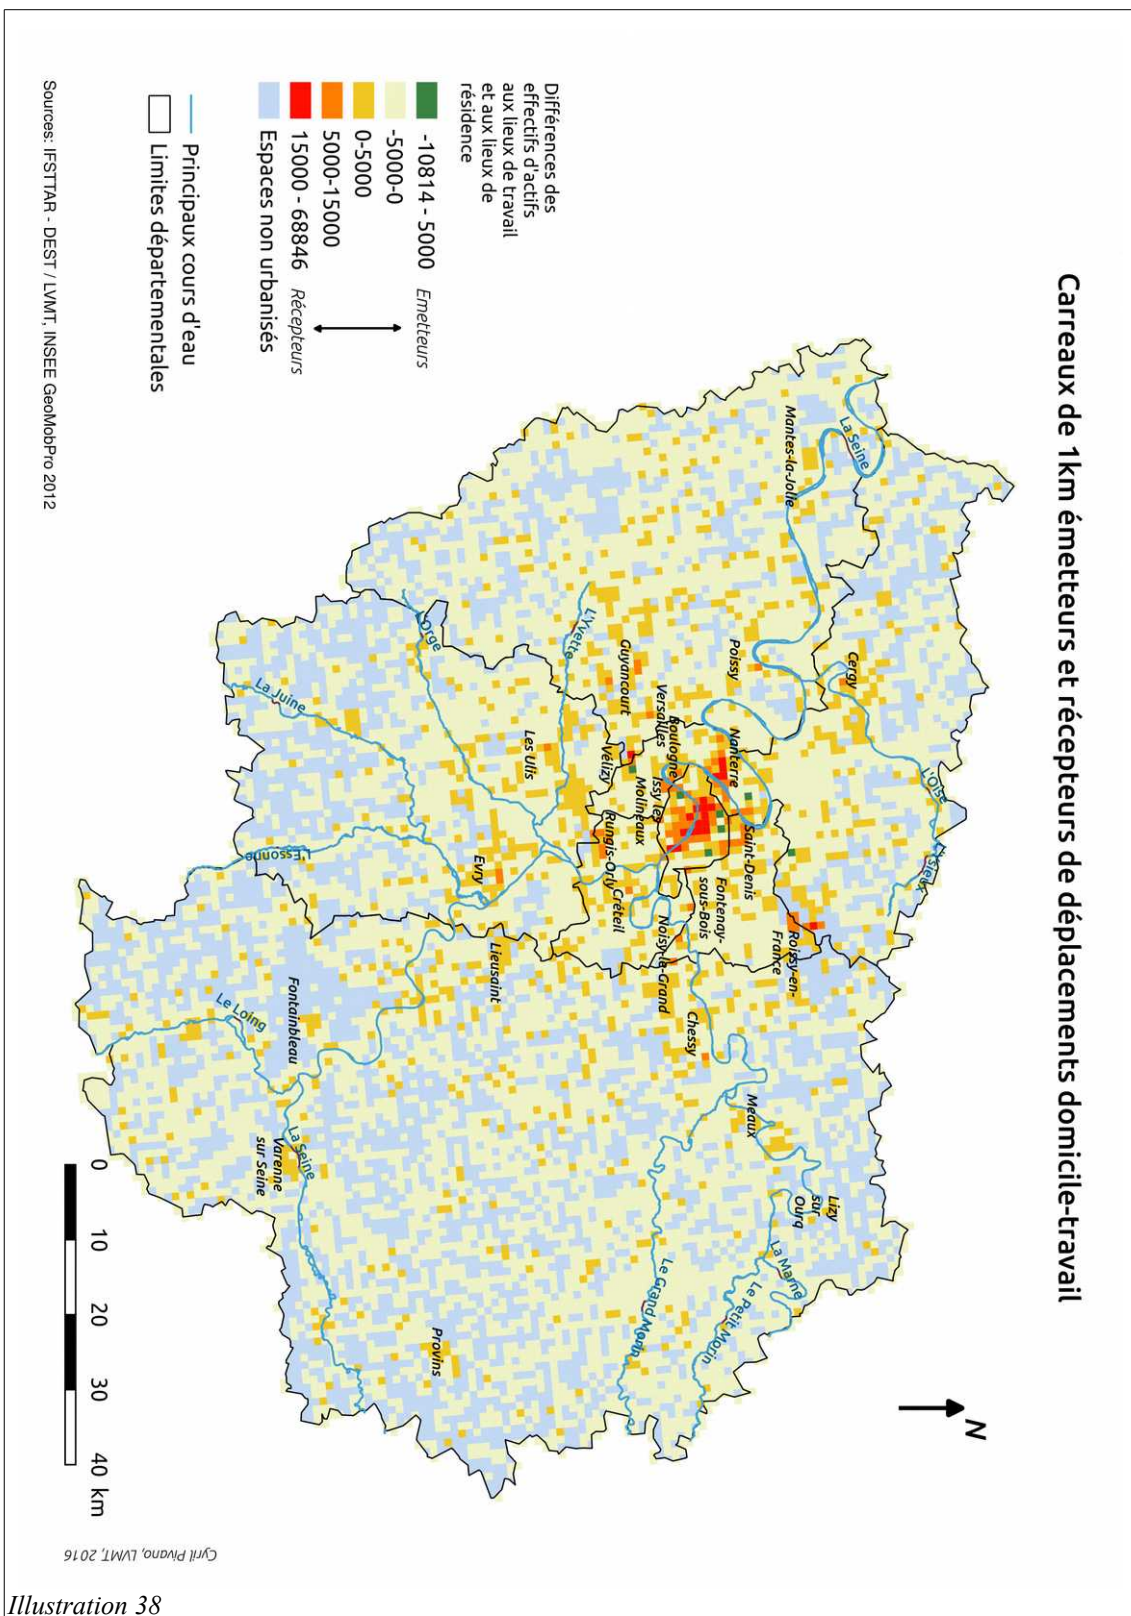 Carreaux de 1km émetteurs et récepteurs de déplacements domicile-travail
N
La Seine
Mantes-la-Jolie
Cergy
L'Oise
L'Ysieux
Poissy
Nanterre
Saint-Denis
Roissy-en-
France
Fontenay-
sous-Bois
L'Yvette
Guyancourt
Versailles
Boulogne
Vélizy
Issy les
Molineaux
Rungis-Orly
Créteil
Noisy-le-Grand
Chessy
Meaux
Lizy
sur
Ourq
La Marne
Le Petit Morin
Le Grand Morin
L'Orge
Les Ulis
La Juine
L'Essonne
Evry
Lieusaint
Fontainbleau
Le Loing
La Seine
Varenne
sur Seine
Provins
Différences des
effectifs d'actifs
aux lieux de travail
et aux lieux de
résidence
-10814 - 5000 Emetteurs
-5000-0
0-5000
5000-15000
15000 - 68846 Récepteurs
Espaces non urbanisés
Principaux cours d'eau
Limites départementales
0 10 20 30 40 km
Sources: IFSTTAR - DEST / LVMT, INSEE GeoMobPro 2012
Cyril Pivano, LVMT, 2016
Illustration 38